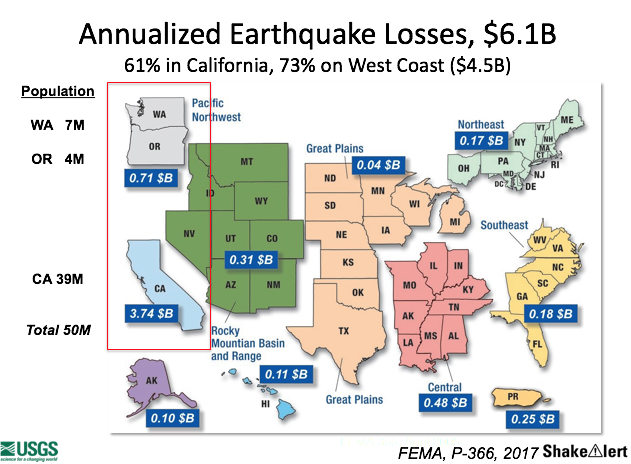 Annualized Earthquake Losses, $6.1B
61% in California, 73% on West Coast ($4.5B)
Population
WA 7M
OR 4M
CA 39M
Total 50M
Pacific
Northwest
WA
OR
0.71 $B
CA
3.74 $B
MT
ID
WY
NV
UT
CO
0.31 $B
AZ
NM
Rocky
Mountian Basin
and Range
Great Plains
0.04 $B
ND
MN
SD
WI
MI
NE
IA
KS
OK
TX
Great Plains
Northeast
0.17 $B
ME
VT
NH
NY
MA
CT
RI
OH
PA
NJ
MD
DE
DC
Southeast
WV
VA
NC
SC
GA
0.18 $B
FL
IL
IN
MO
KY
TN
AK
MS
AL
LA
Central
0.48 $B
AK
0.10 $B
HI
0.11 $B
PR
0.25 $B
USGS
science for a changing world
FEMA, P-366, 2017
ShakeAlert